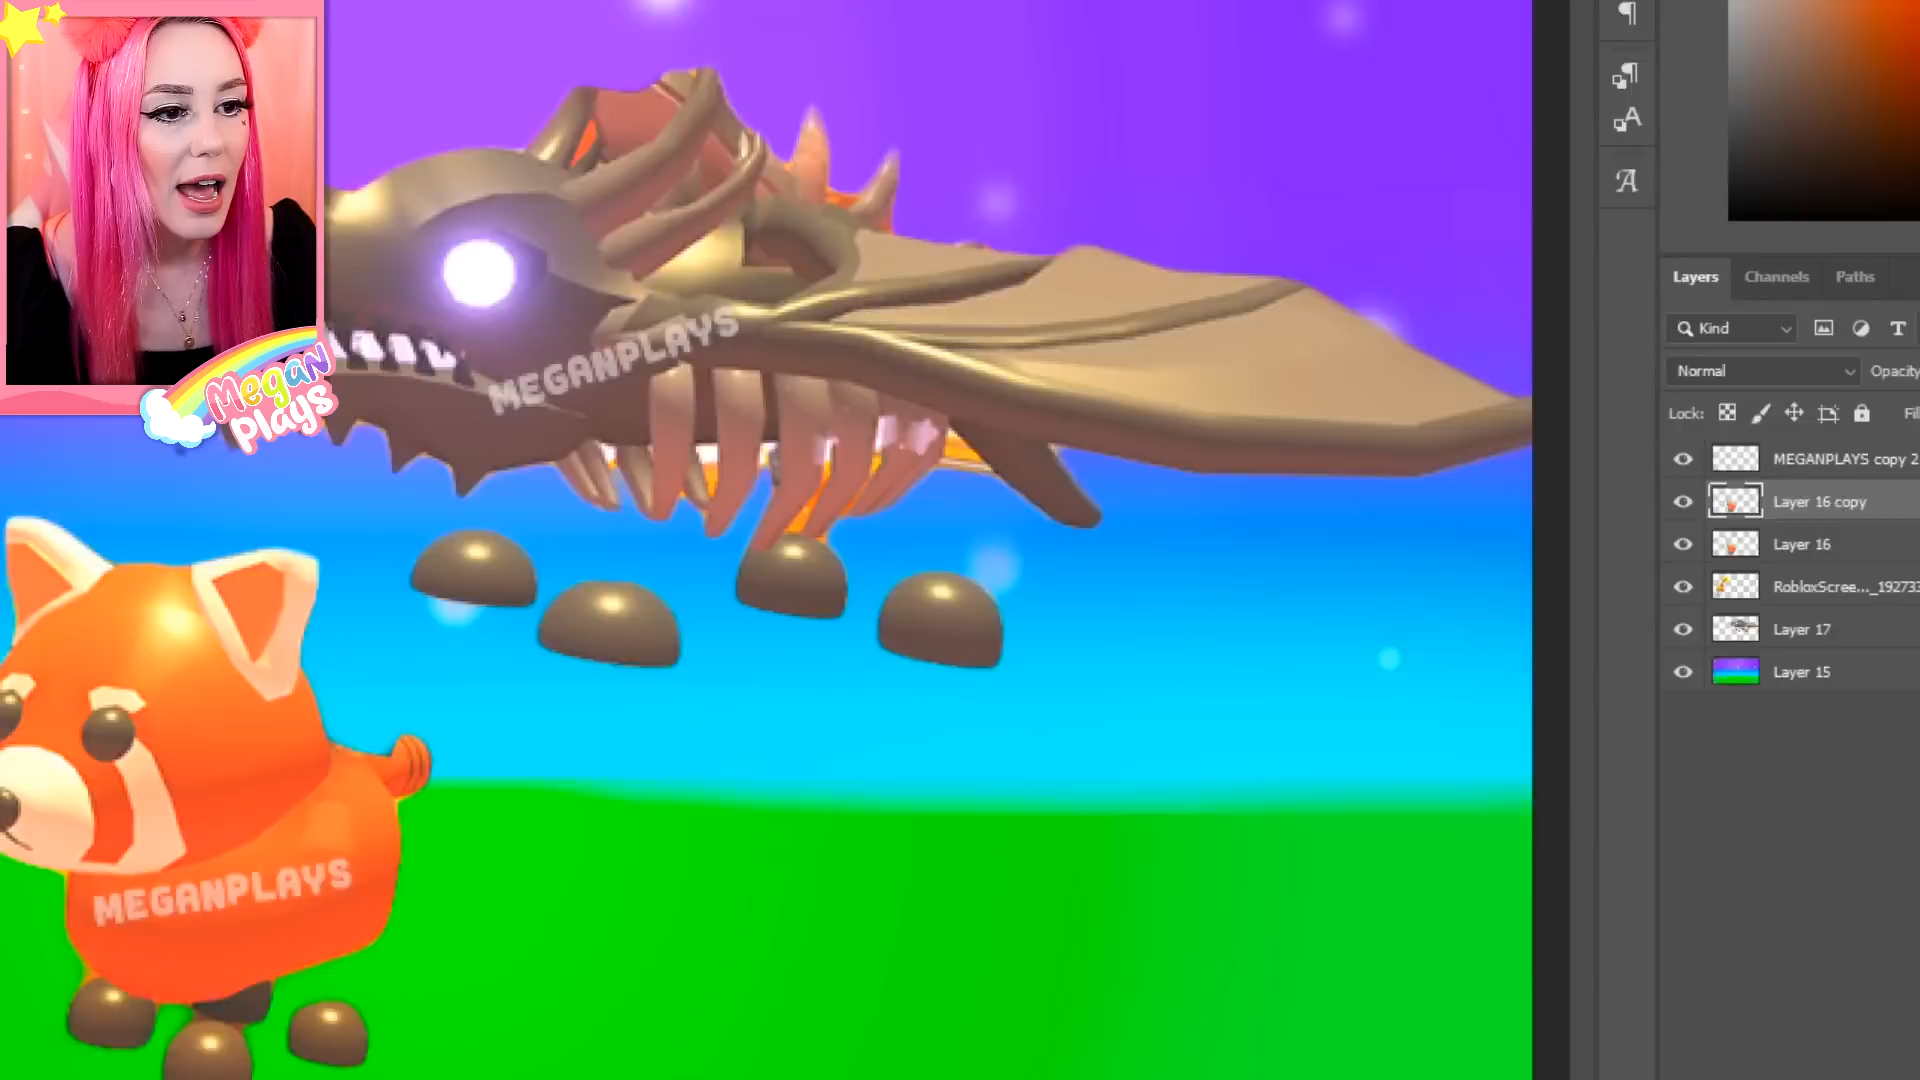 Megan
Plays
MEGANPLAYS
MEGANPLAYS
Layers
Channels
Paths
Kind
T
Normal
Opacity
Lock:
Fil
MEGANPLAYS copy 2
Layer 16 copy
Layer 16
RobloxScree..._192733
Layer 17
Layer 15
¶
¶
A
A